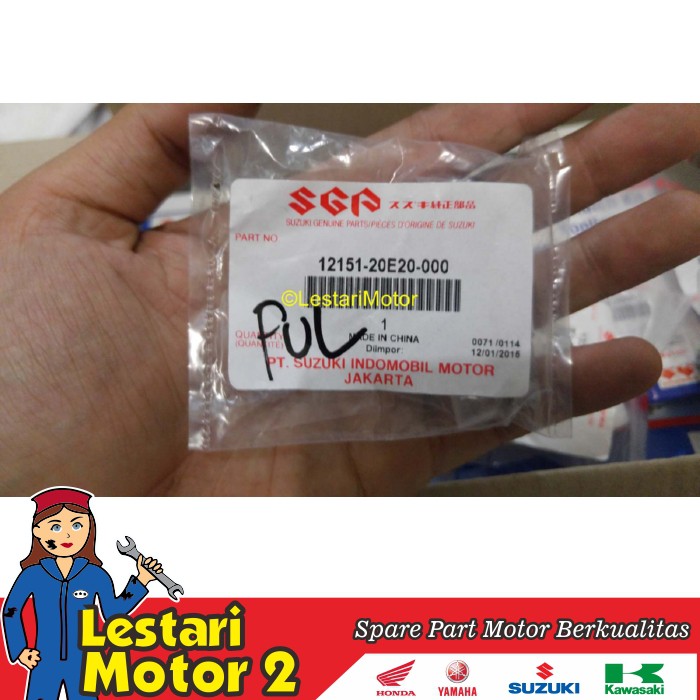 SGP スズキ純正部品
SUZUKI GENUINE PARTS/PIECES D'ORIGINE DE SUZUKI
PART NO
12151-20E20-000
©LestariMotor
PUL
1
QUANTITY
(QUANTITE)
MADE IN CHINA
Diimpor:
0071 /0114
12/01/2016
PT. SUZUKI INDOMOBIL MOTOR
JAKARTA
Lestari
Motor 2
Spare Part Motor Berkualitas
HONDA
YAMAHA
SUZUKI
Kawasaki